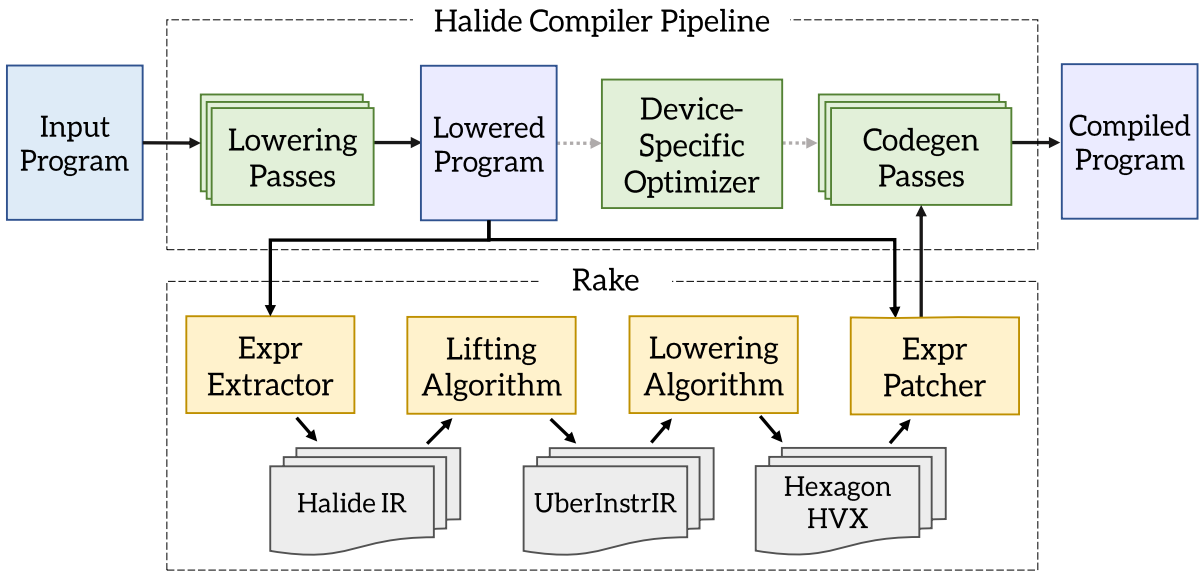 Halide Compiler Pipeline
Input
Program
Lowering
Passes
Lowered
Program
Device-
Specific
Optimizer
Codegen
Passes
Compiled
Program
Rake
Expr
Extractor
Lifting
Algorithm
Lowering
Algorithm
Expr
Patcher
Halide IR
UberInstrIR
Hexagon
HVX